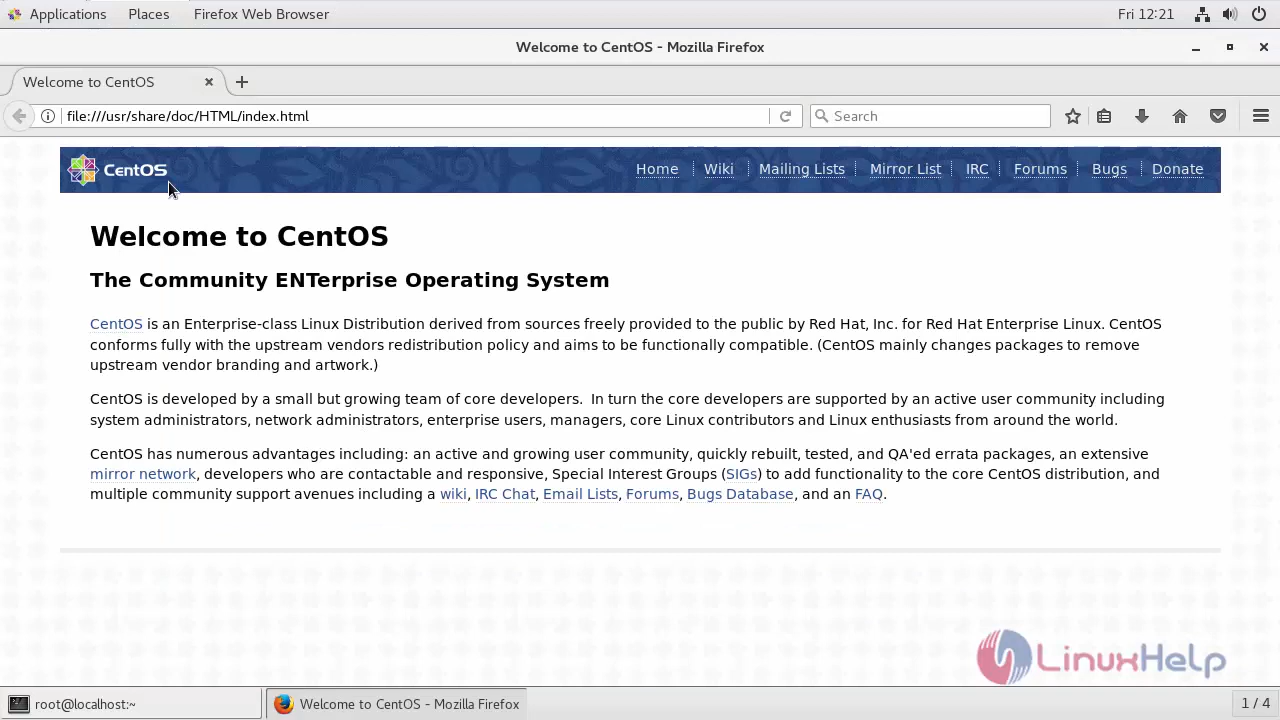 Applications Places Firefox Web Browser Fri 12:21
Welcome to CentOS - Mozilla Firefox
Welcome to CentOS
file:///usr/share/doc/HTML/index.html Search
CentOS Home Wiki Mailing Lists Mirror List IRC Forums Bugs Donate
Welcome to CentOS
The Community ENTerprise Operating System
CentOS is an Enterprise-class Linux Distribution derived from sources freely provided to the public by Red Hat, Inc. for Red Hat Enterprise Linux. CentOS
conforms fully with the upstream vendors redistribution policy and aims to be functionally compatible. (CentOS mainly changes packages to remove
upstream vendor branding and artwork.)
CentOS is developed by a small but growing team of core developers. In turn the core developers are supported by an active user community including
system administrators, network administrators, enterprise users, managers, core Linux contributors and Linux enthusiasts from around the world.
CentOS has numerous advantages including: an active and growing user community, quickly rebuilt, tested, and QA'ed errata packages, an extensive
mirror network, developers who are contactable and responsive, Special Interest Groups (SIGs) to add functionality to the core CentOS distribution, and
multiple community support avenues including a wiki, IRC Chat, Email Lists, Forums, Bugs Database, and an FAQ.
LinuxHelp
root@localhost:~ Welcome to CentOS - Mozilla Firefox 1 / 4